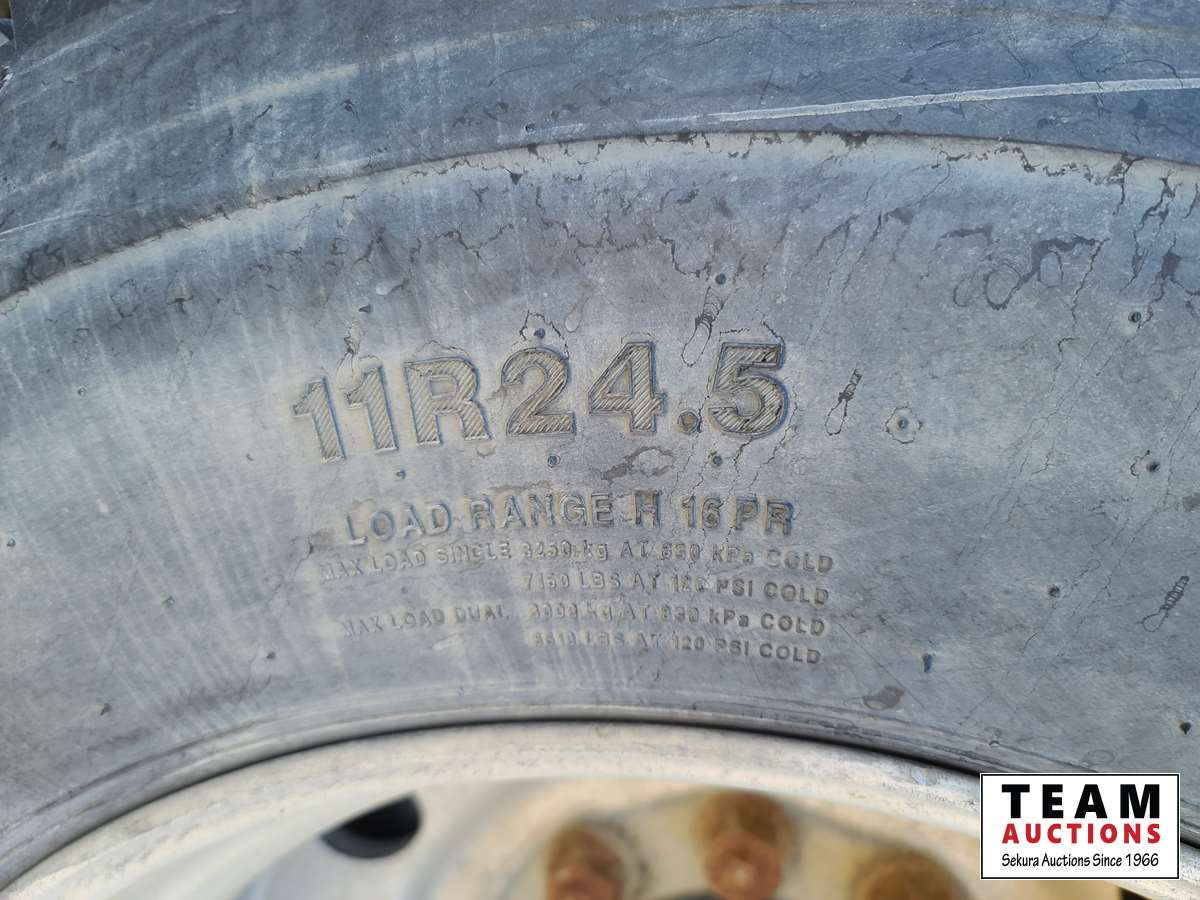 11R24.5
LOAD RANGE H 16 PR
MAX LOAD SINGLE 3250 kg AT 830 kPa COLD
7160 LBS AT 120 PSI COLD
MAX LOAD DUAL 3000 kg AT 830 kPa COLD
6610 LBS AT 120 PSI COLD
TEAM
AUCTIONS
Sekura Auctions Since 1966